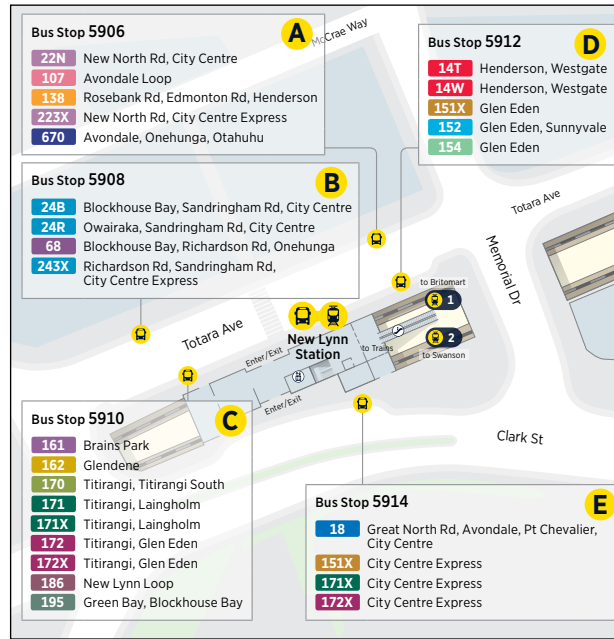 Bus Stop 5906
A
22N New North Rd, City Centre
107 Avondale Loop
138 Rosebank Rd, Edmonton Rd, Henderson
223X New North Rd, City Centre Express
670 Avondale, Onehunga, Otahuhu
McCrae Way
Bus Stop 5912
D
14T Henderson, Westgate
14W Henderson, Westgate
151X Glen Eden
152 Glen Eden, Sunnyvale
154 Glen Eden
Bus Stop 5908
B
24B Blockhouse Bay, Sandringham Rd, City Centre
24R Owairaka, Sandringham Rd, City Centre
68 Blockhouse Bay, Richardson Rd, Onehunga
243X Richardson Rd, Sandringham Rd,
City Centre Express
Totara Ave
Memorial Dr
to Britomart
1
2
to Swanson
New Lynn
Station
to Trains
Totara Ave
Enter/Exit
Enter/Exit
Clark St
Bus Stop 5910
C
161 Brains Park
162 Glendene
170 Titirangi, Titirangi South
171 Titirangi, Laingholm
171X Titirangi, Laingholm
172 Titirangi, Glen Eden
172X Titirangi, Glen Eden
186 New Lynn Loop
195 Green Bay, Blockhouse Bay
Bus Stop 5914
E
18 Great North Rd, Avondale, Pt Chevalier,
City Centre
151X City Centre Express
171X City Centre Express
172X City Centre Express